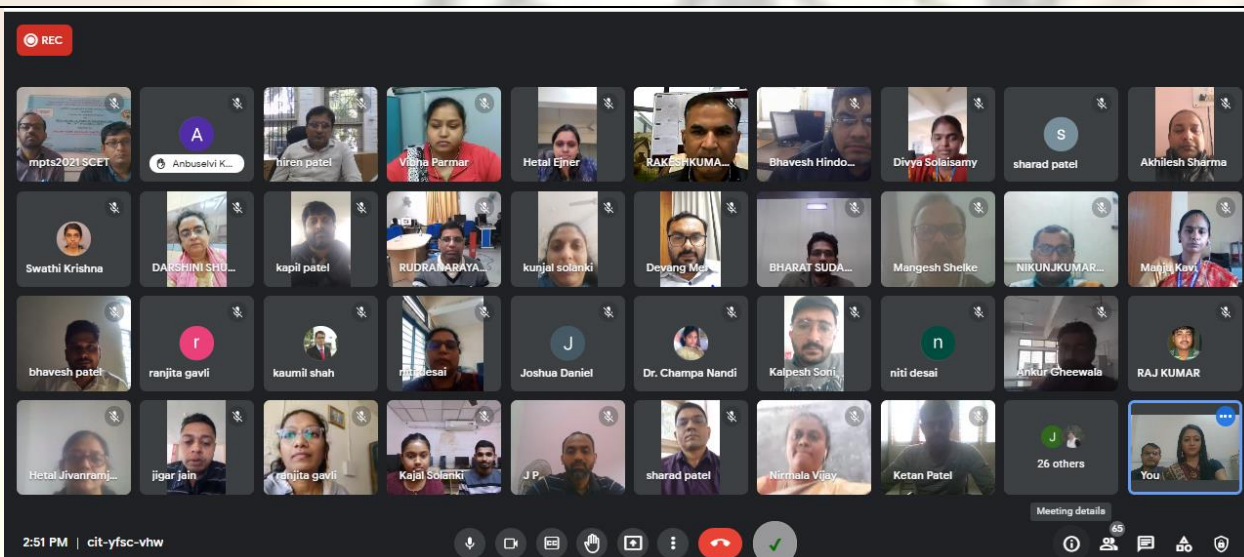 REC
mpts2021 SCET
A
Anbuselvi K...
hiren patel
Vibha Parmar
Hetal Ejner
RAKESHKUMA...
Bhavesh Hindo...
Divya Solaisamy
s
sharad patel
Akhilesh Sharma
Swathi Krishna
DARSHINI SHU...
kapil patel
RUDRANARAYA...
kunjal solanki
Devang Mer
BHARAT SUDA...
Mangesh Shelke
NIKUNJKUMAR...
Manju Kavi
bhavesh patel
r
ranjita gavli
kaumil shah
niti desai
J
Joshua Daniel
Dr. Champa Nandi
Kalpesh Soni
n
niti desai
Ankur Gheewala
RAJ KUMAR
Hetal Jivanramj...
jigar jain
ranjita gavli
Kajal Solanki
J P.
sharad patel
Nirmala Vijay
Ketan Patel
J
26 others
You
Meeting details
2:51 PM | cit-yfsc-vhw
CC
65